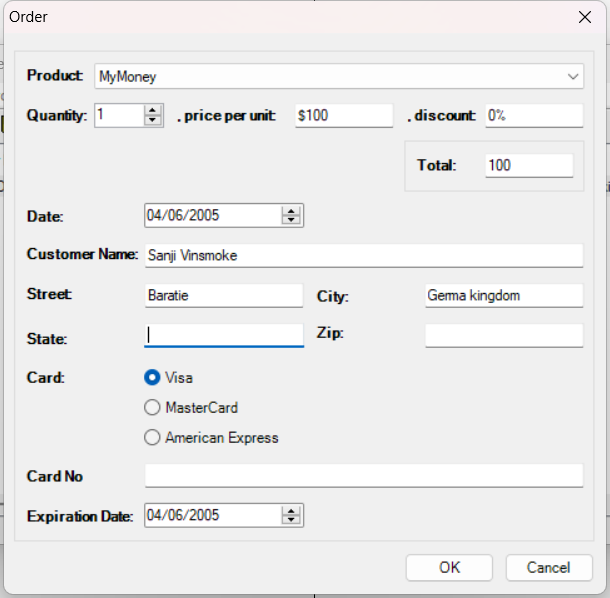 Order
Product: MyMoney
Quantity: 1 , price per unit: $100 , discount: 0%
Total: 100
Date: 04/06/2005
Customer Name: Sanji Vinsmoke
Street: Baratie City: Germa kingdom
State: Zip:
Card: Visa
MasterCard
American Express
Card No
Expiration Date: 04/06/2005
OK Cancel